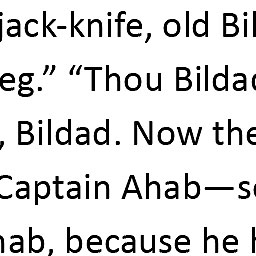 jack-knife, old Bil
eg.” “Thou Bildad
, Bildad. Now the
Captain Ahab—s
hab, because he h